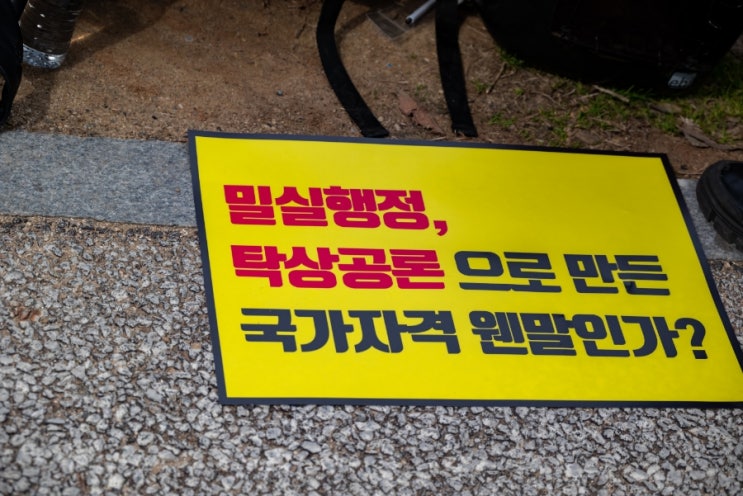 밀실행정,
탁상공론 으로 만든
국가자격 웬말인가?